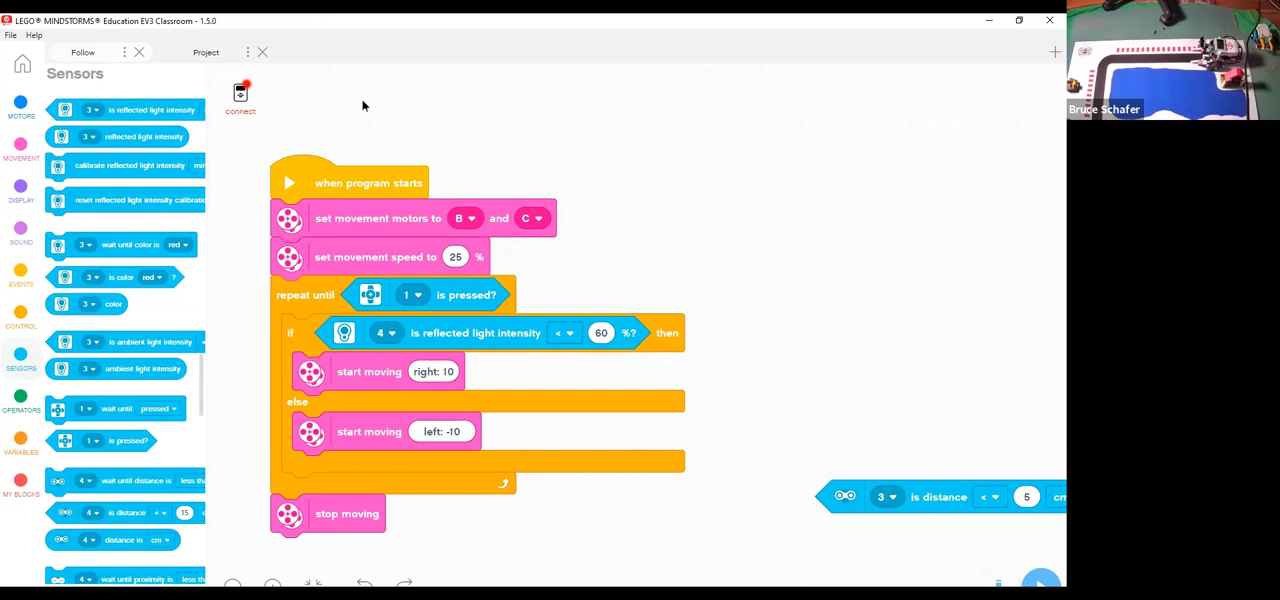 LEGO® MINDSTORMS® Education EV3 Classroom - 1.5.0
File Help
Follow
Project
Sensors
connect
MOTORS
MOVEMENT
DISPLAY
SOUND
EVENTS
CONTROL
SENSORS
OPERATORS
VARIABLES
MY BLOCKS
3 is reflected light intensity <
3 reflected light intensity
calibrate reflected light intensity
reset reflected light intensity
3 wait until color is red
3 is color red ?
3 color
3 is ambient light intensity <
3 ambient light intensity
1 wait until pressed
1 is pressed?
4 wait until distance is
4 is distance < 15
4 distance in cm
4 wait until proximity is
when program starts
set movement motors to B and C
set movement speed to 25 %
repeat until 1 is pressed?
if 4 is reflected light intensity < 60 %? then
start moving right: 10
else
start moving left: -10
stop moving
3 is distance < 5 cm
Bruce Schafer